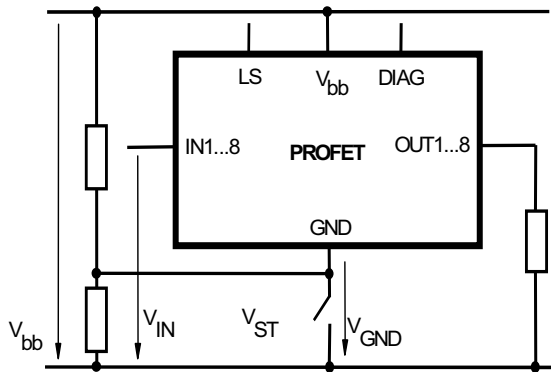 LS
Vbb
DIAG
IN1...8
PROFET
OUT1...8
GND
Vbb
VIN
VST
VGND